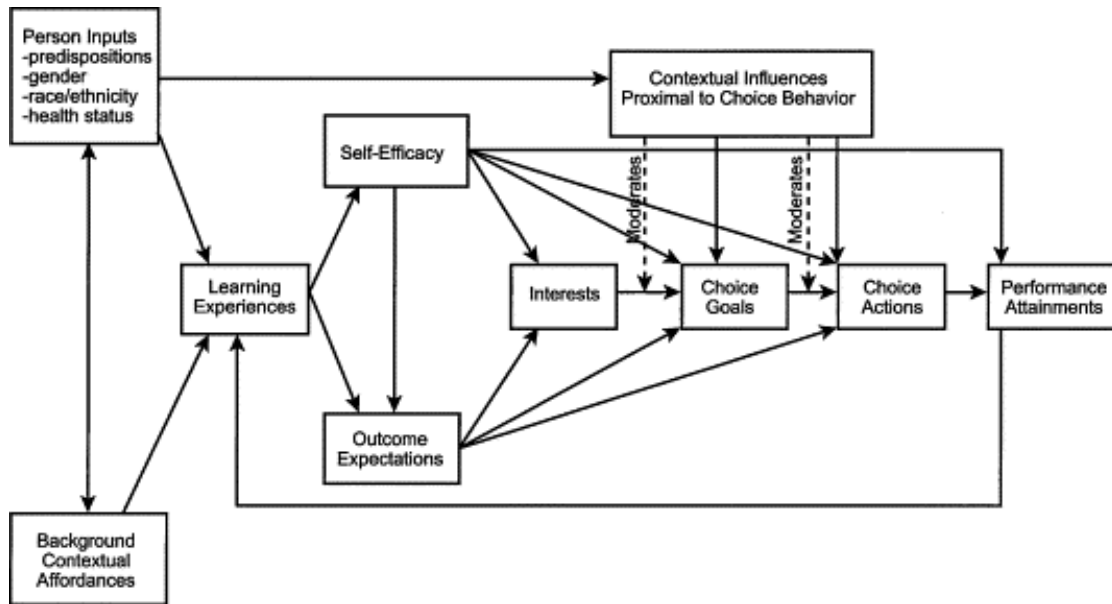 Person Inputs
-predispositions
-gender
-race/ethnicity
-health status
Contextual Influences
Proximal to Choice Behavior
Self-Efficacy
Moderates
Moderates
Learning
Experiences
Interests
Choice
Goals
Choice
Actions
Performance
Attainments
Outcome
Expectations
Background
Contextual
Affordances